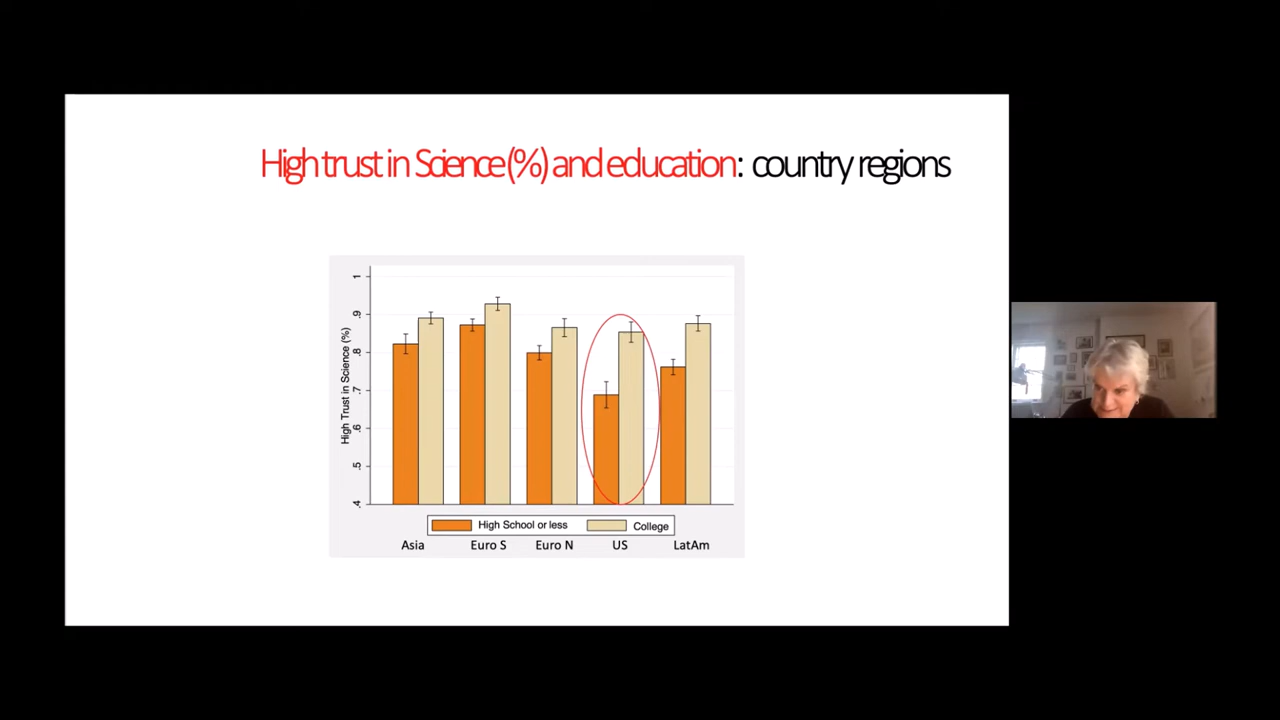 High trust in Science (%) and education: country regions
High Trust in Science (%)
1
.9
.8
.7
.6
.5
.4
High School or less
College
Asia
Euro S
Euro N
US
LatAm